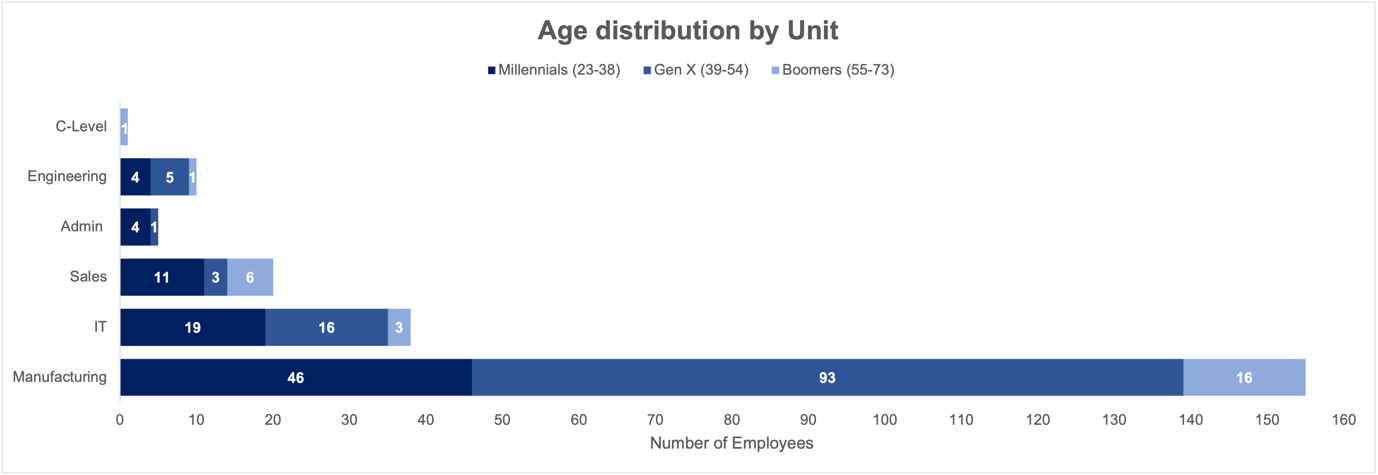 Age distribution by Unit
Millennials (23-38) Gen X (39-54) Boomers (55-73)
C-Level 1
Engineering 4 5 1
Admin 4 1
Sales 11 3 6
IT 19 16 3
Manufacturing 46 93 16
0 10 20 30 40 50 60 70 80 90 100 110 120 130 140 150 160
Number of Employees